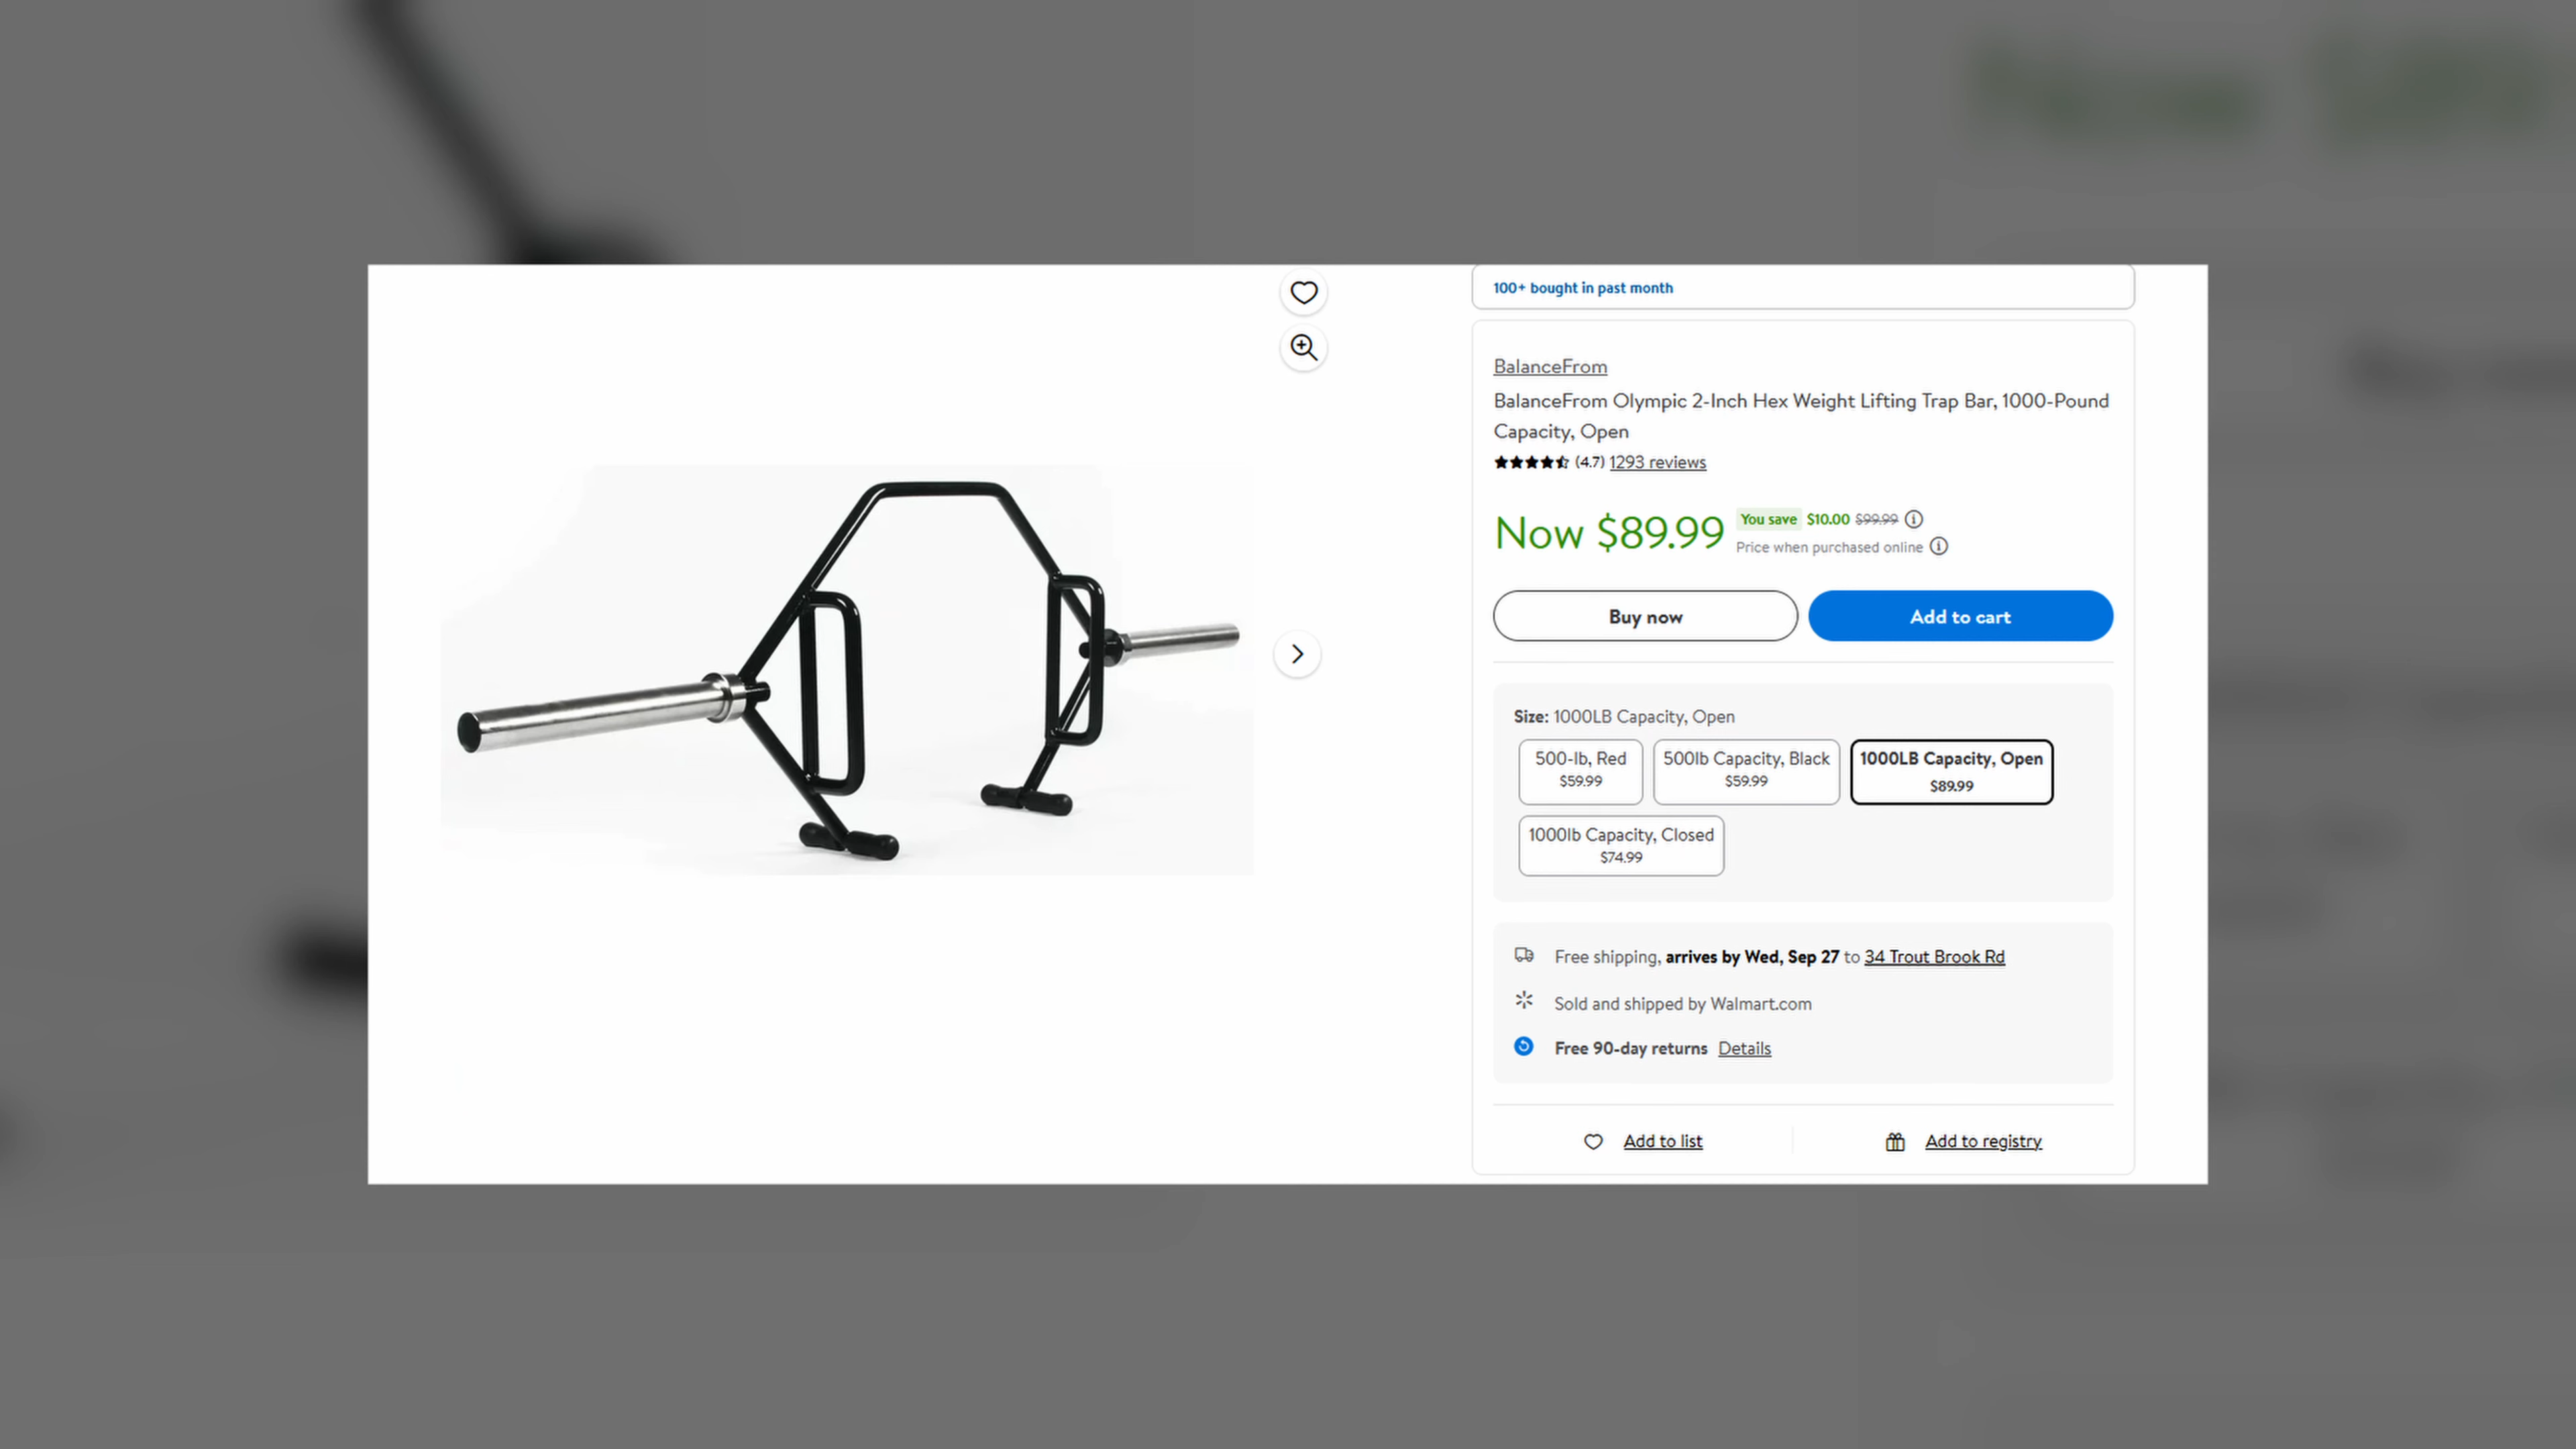 100+ bought in past month
BalanceFrom
BalanceFrom Olympic 2-Inch Hex Weight Lifting Trap Bar, 1000-Pound
Capacity, Open
(4.7) 1293 reviews
Now $89.99
You save $10.00 $99.99
Price when purchased online
Buy now
Add to cart
Size: 1000LB Capacity, Open
500-lb, Red
$59.99
500lb Capacity, Black
$59.99
1000LB Capacity, Open
$89.99
1000lb Capacity, Closed
$74.99
Free shipping, arrives by Wed, Sep 27 to 34 Trout Brook Rd
Sold and shipped by Walmart.com
Free 90-day returns Details
Add to list
Add to registry